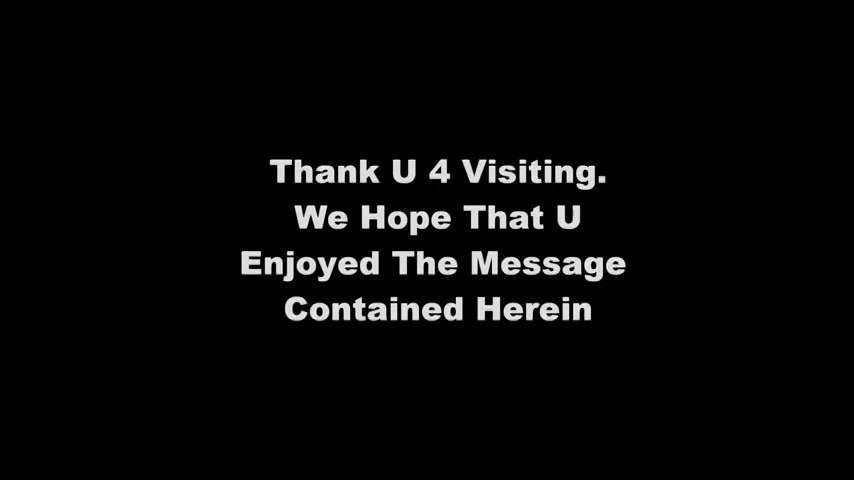 Thank U 4 Visiting.
We Hope That U
Enjoyed The Message
Contained Herein